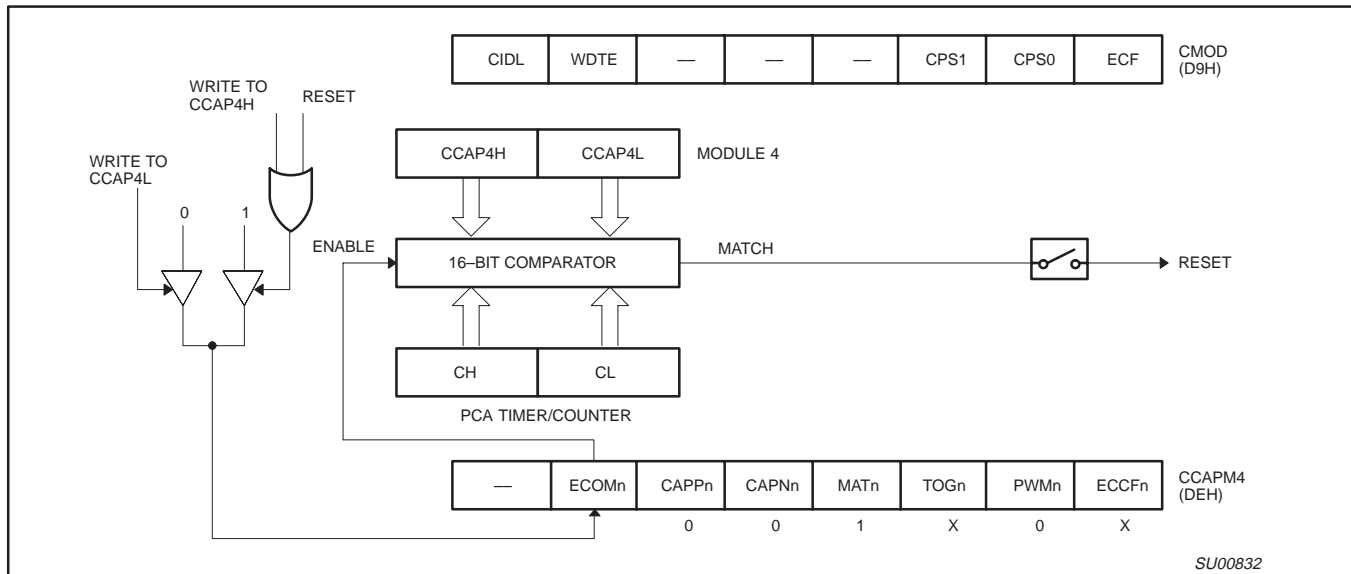 CIDL WDTE — — — CPS1 CPS0 ECF
CMOD
(D9H)
WRITE TO
CCAP4H
RESET
CCAP4H CCAP4L MODULE 4
WRITE TO
CCAP4L
0 1
ENABLE
16–BIT COMPARATOR
MATCH
RESET
CH CL
PCA TIMER/COUNTER
— ECOMn CAPPn CAPNn MATn TOGn PWMn ECCFn
CCAPM4
(DEH)
0 0 1 X 0 X
SU00832